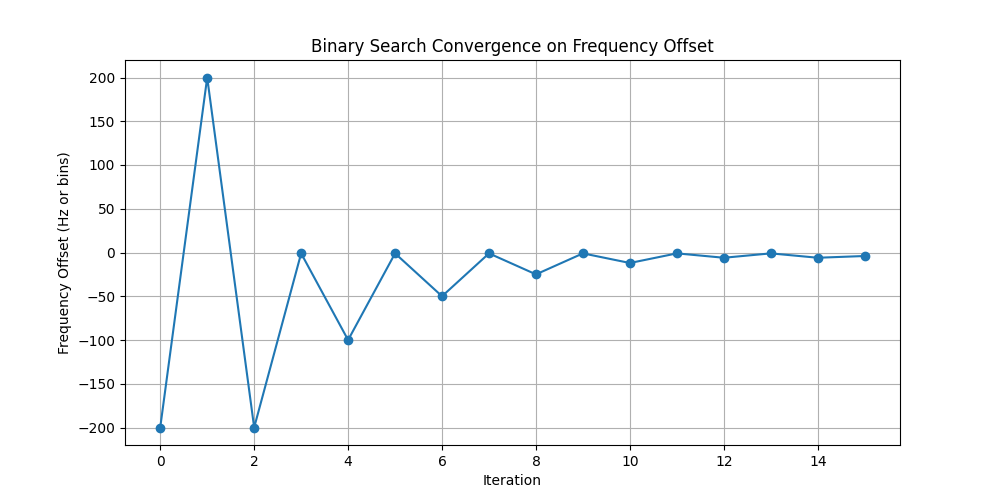 Binary Search Convergence on Frequency Offset
Frequency Offset (Hz or bins)
200
150
100
50
0
−50
−100
−150
−200
0 2 4 6 8 10 12 14
Iteration